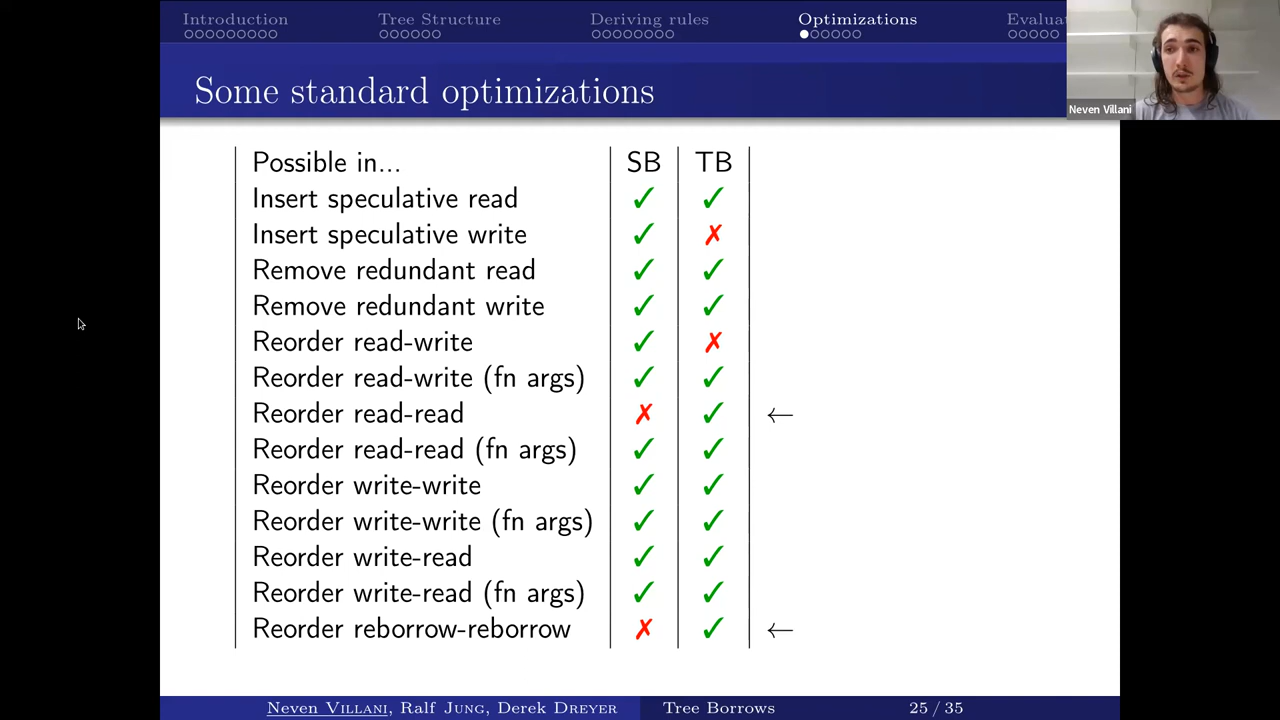 Introduction Tree Structure Deriving rules Optimizations Evalua
Neven Villani
Some standard optimizations
Possible in... SB TB
Insert speculative read ✓ ✓
Insert speculative write ✓ ✗
Remove redundant read ✓ ✓
Remove redundant write ✓ ✓
Reorder read-write ✓ ✗
Reorder read-write (fn args) ✓ ✓
Reorder read-read ✗ ✓ ←
Reorder read-read (fn args) ✓ ✓
Reorder write-write ✓ ✓
Reorder write-write (fn args) ✓ ✓
Reorder write-read ✓ ✓
Reorder write-read (fn args) ✓ ✓
Reorder reborrow-reborrow ✗ ✓ ←
Neven Villani, Ralf Jung, Derek Dreyer Tree Borrows 25 / 35